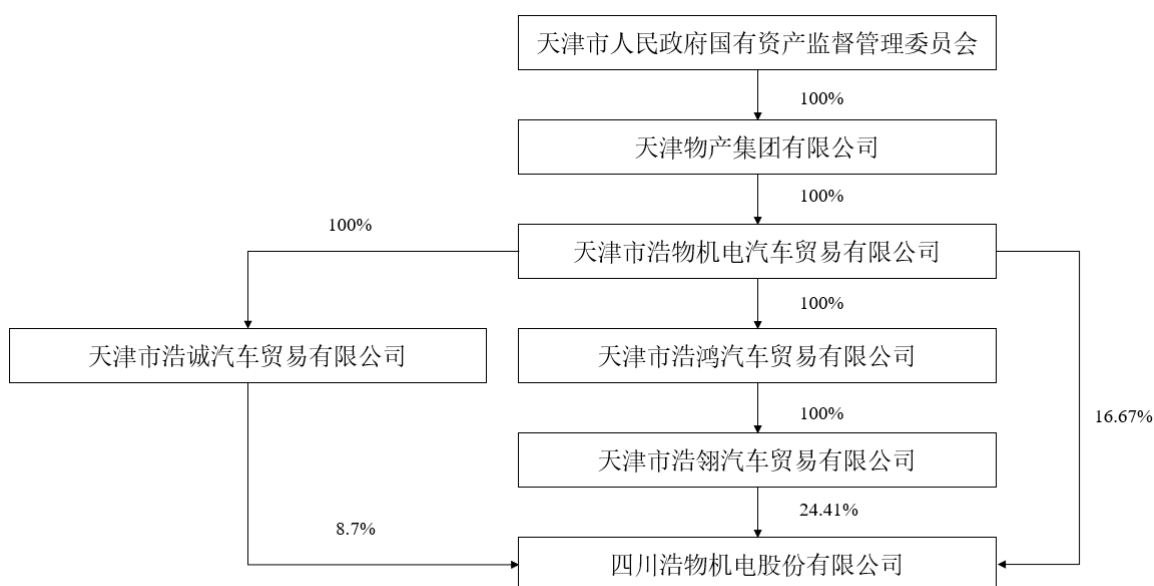 天津市人民政府国有资产监督管理委员会
100%
天津物产集团有限公司
100%
100%
天津市浩物机电汽车贸易有限公司
100%
天津市浩诚汽车贸易有限公司
天津市浩鸿汽车贸易有限公司
100%
16.67%
天津市浩翎汽车贸易有限公司
24.41%
8.7%
四川浩物机电股份有限公司